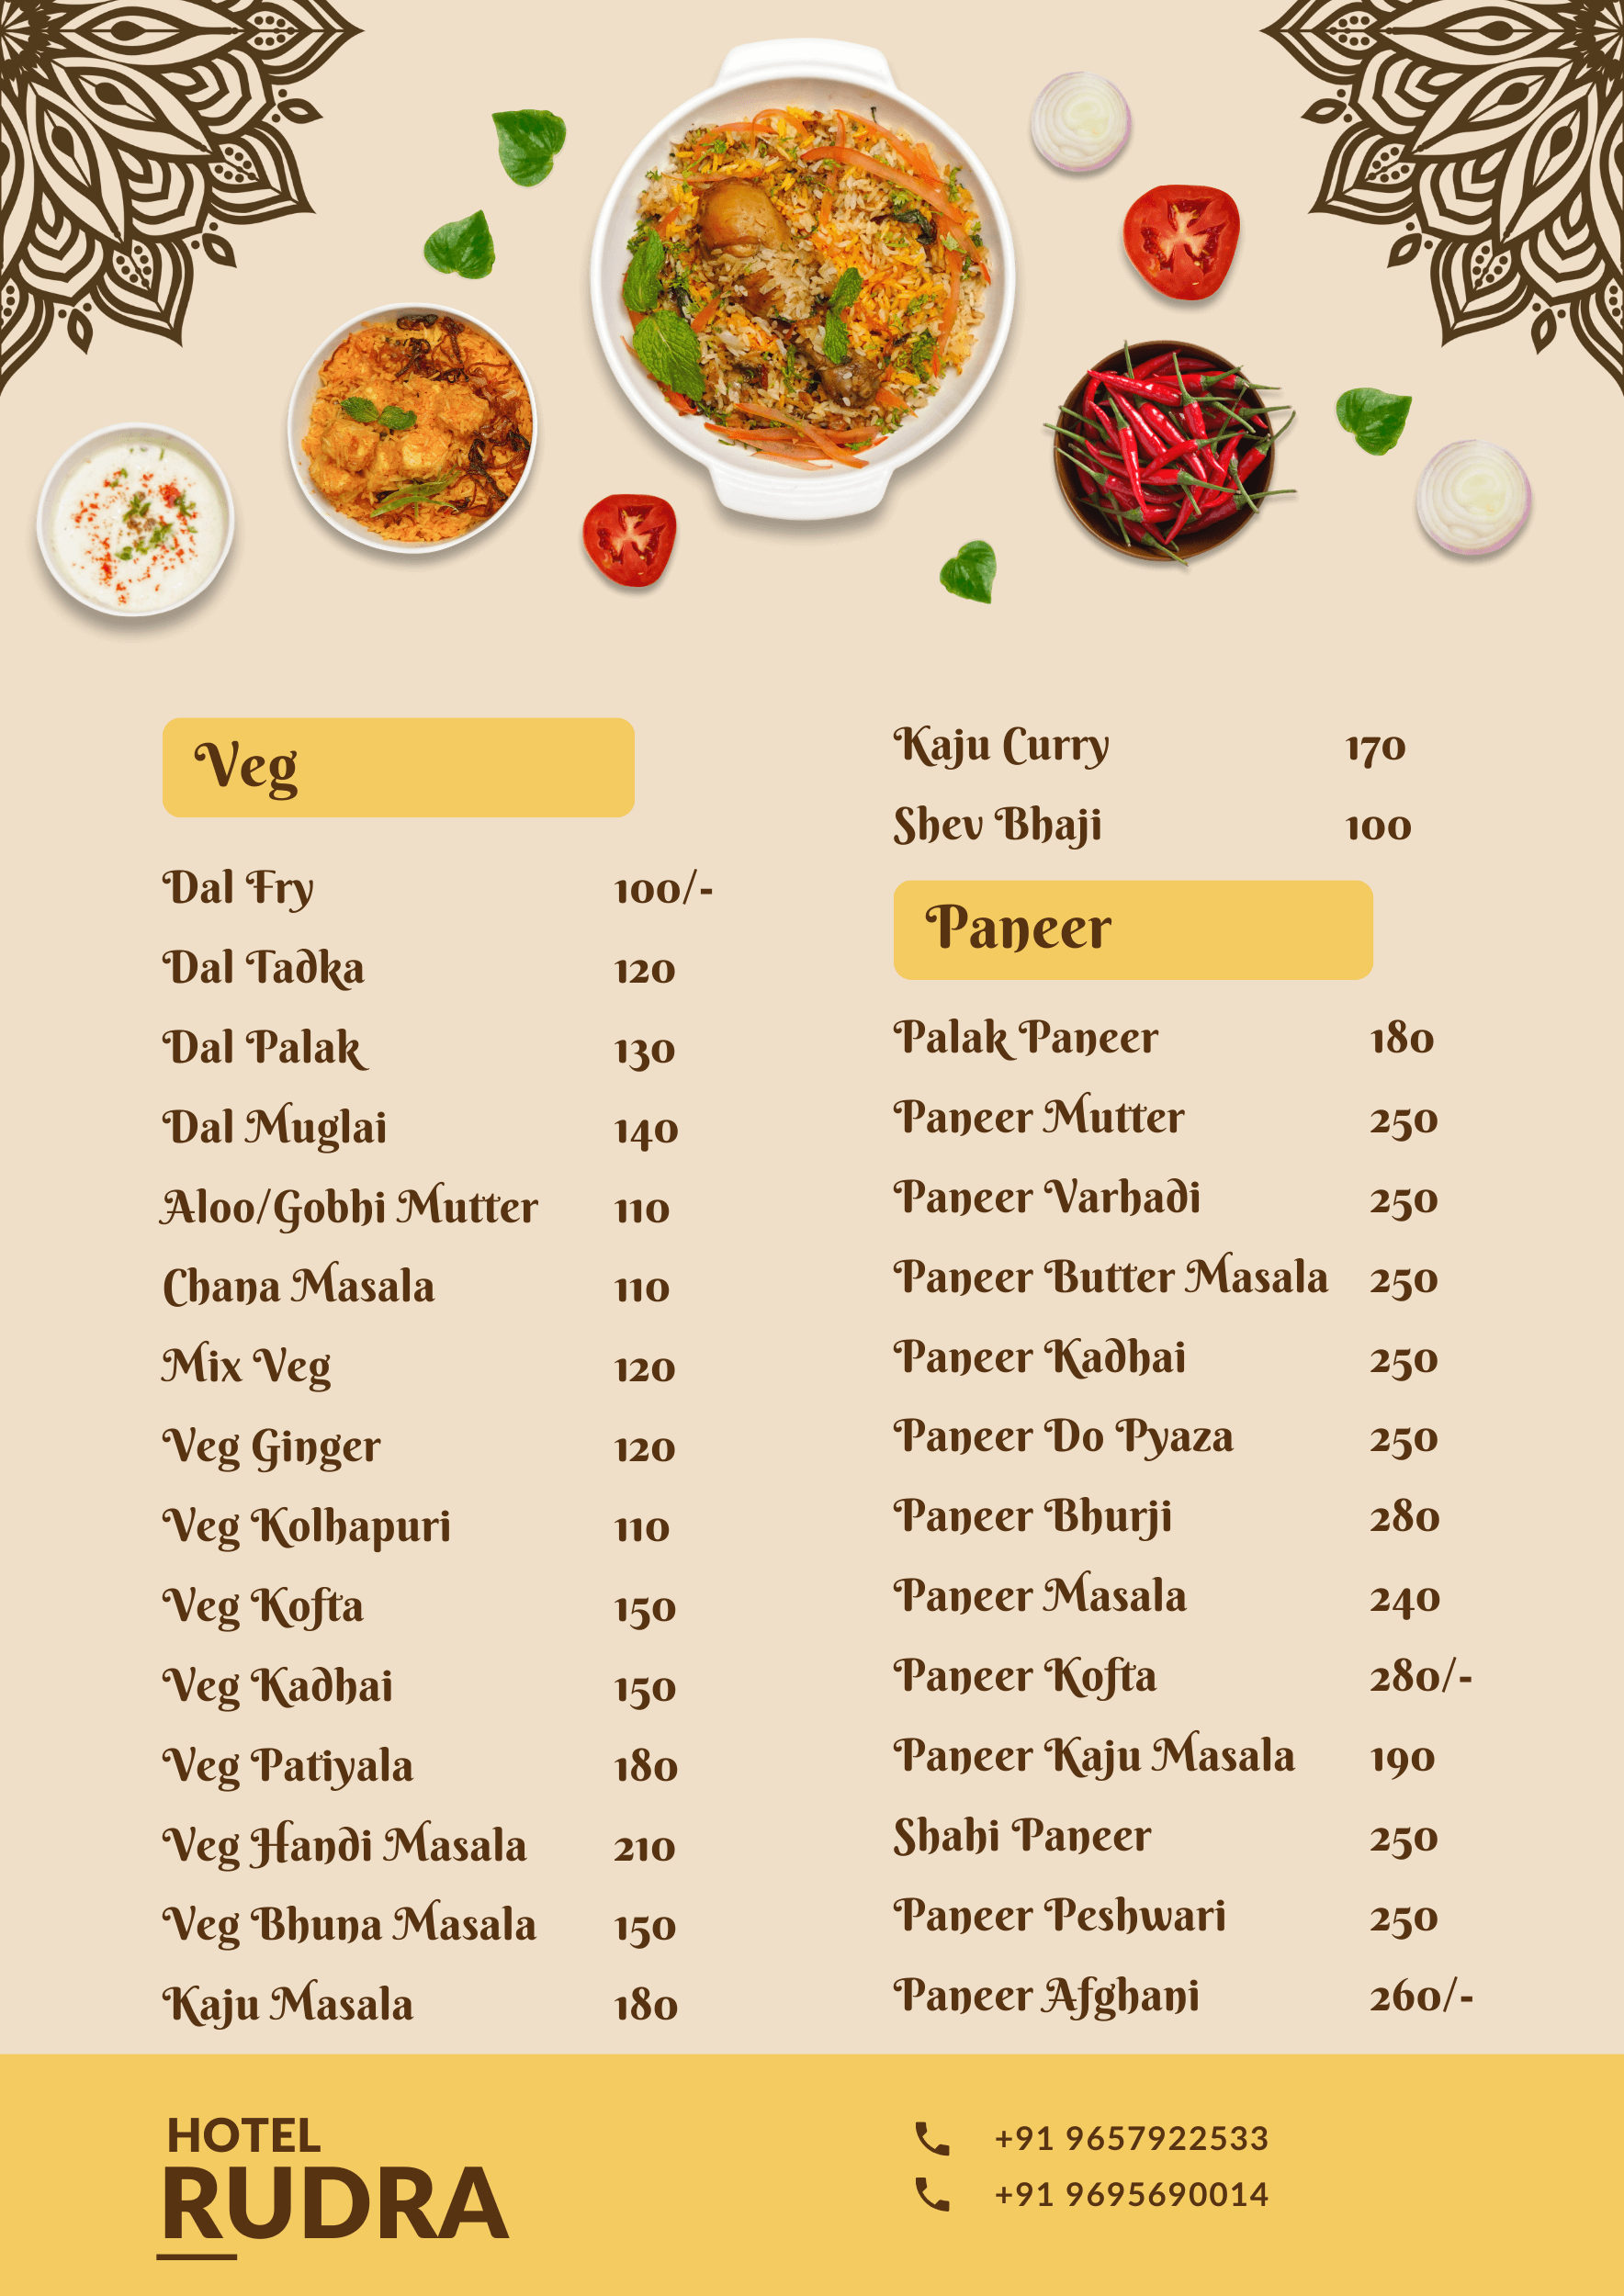 Veg
Dal Fry 100/-
Dal Tadka 120
Dal Palak 130
Dal Muglai 140
Aloo/Gobhi Mutter 110
Chana Masala 110
Mix Veg 120
Veg Ginger 120
Veg Kolhapuri 110
Veg Kofta 150
Veg Kadhai 150
Veg Patiyala 180
Veg Handi Masala 210
Veg Bhuna Masala 150
Kaju Masala 180
Kaju Curry 170
Shev Bhaji 100
Paneer
Palak Paneer 180
Paneer Mutter 250
Paneer Varhadi 250
Paneer Butter Masala 250
Paneer Kadhai 250
Paneer Do Pyaza 250
Paneer Bhurji 280
Paneer Masala 240
Paneer Kofta 280/-
Paneer Kaju Masala 190
Shahi Paneer 250
Paneer Peshwari 250
Paneer Afghani 260/-
HOTEL
RUDRA
+91 9657922533
+91 9695690014